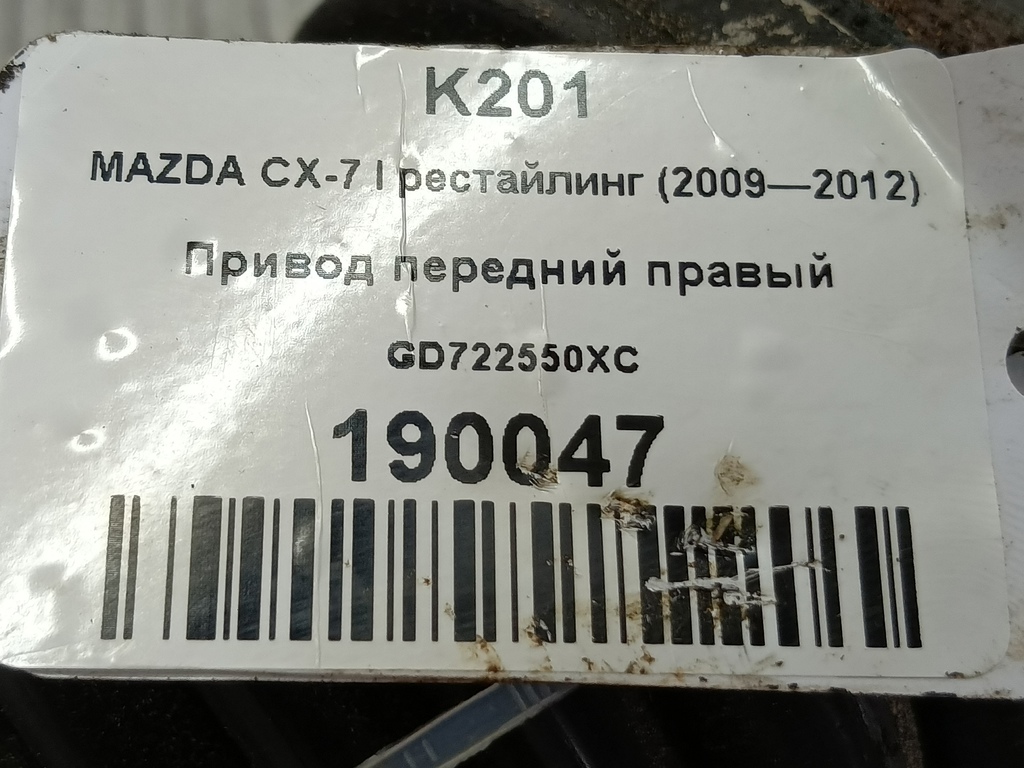 K201
MAZDA CX-7 I рестайлинг (2009—2012)
Привод передний правый
GD722550XC
190047